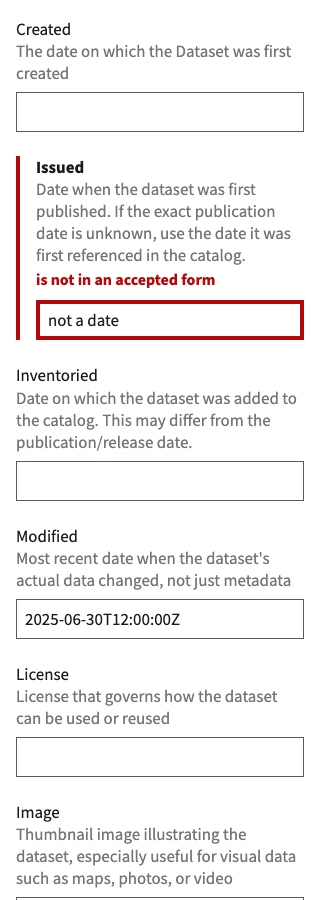 Created
The date on which the Dataset was first
created
Issued
Date when the dataset was first
published. If the exact publication
date is unknown, use the date it was
first referenced in the catalog.
is not in an accepted form
not a date
Inventoried
Date on which the dataset was added to
the catalog. This may differ from the
publication/release date.
Modified
Most recent date when the dataset's
actual data changed, not just metadata
2025-06-30T12:00:00Z
License
License that governs how the dataset
can be used or reused
Image
Thumbnail image illustrating the
dataset, especially useful for visual data
such as maps, photos, or video